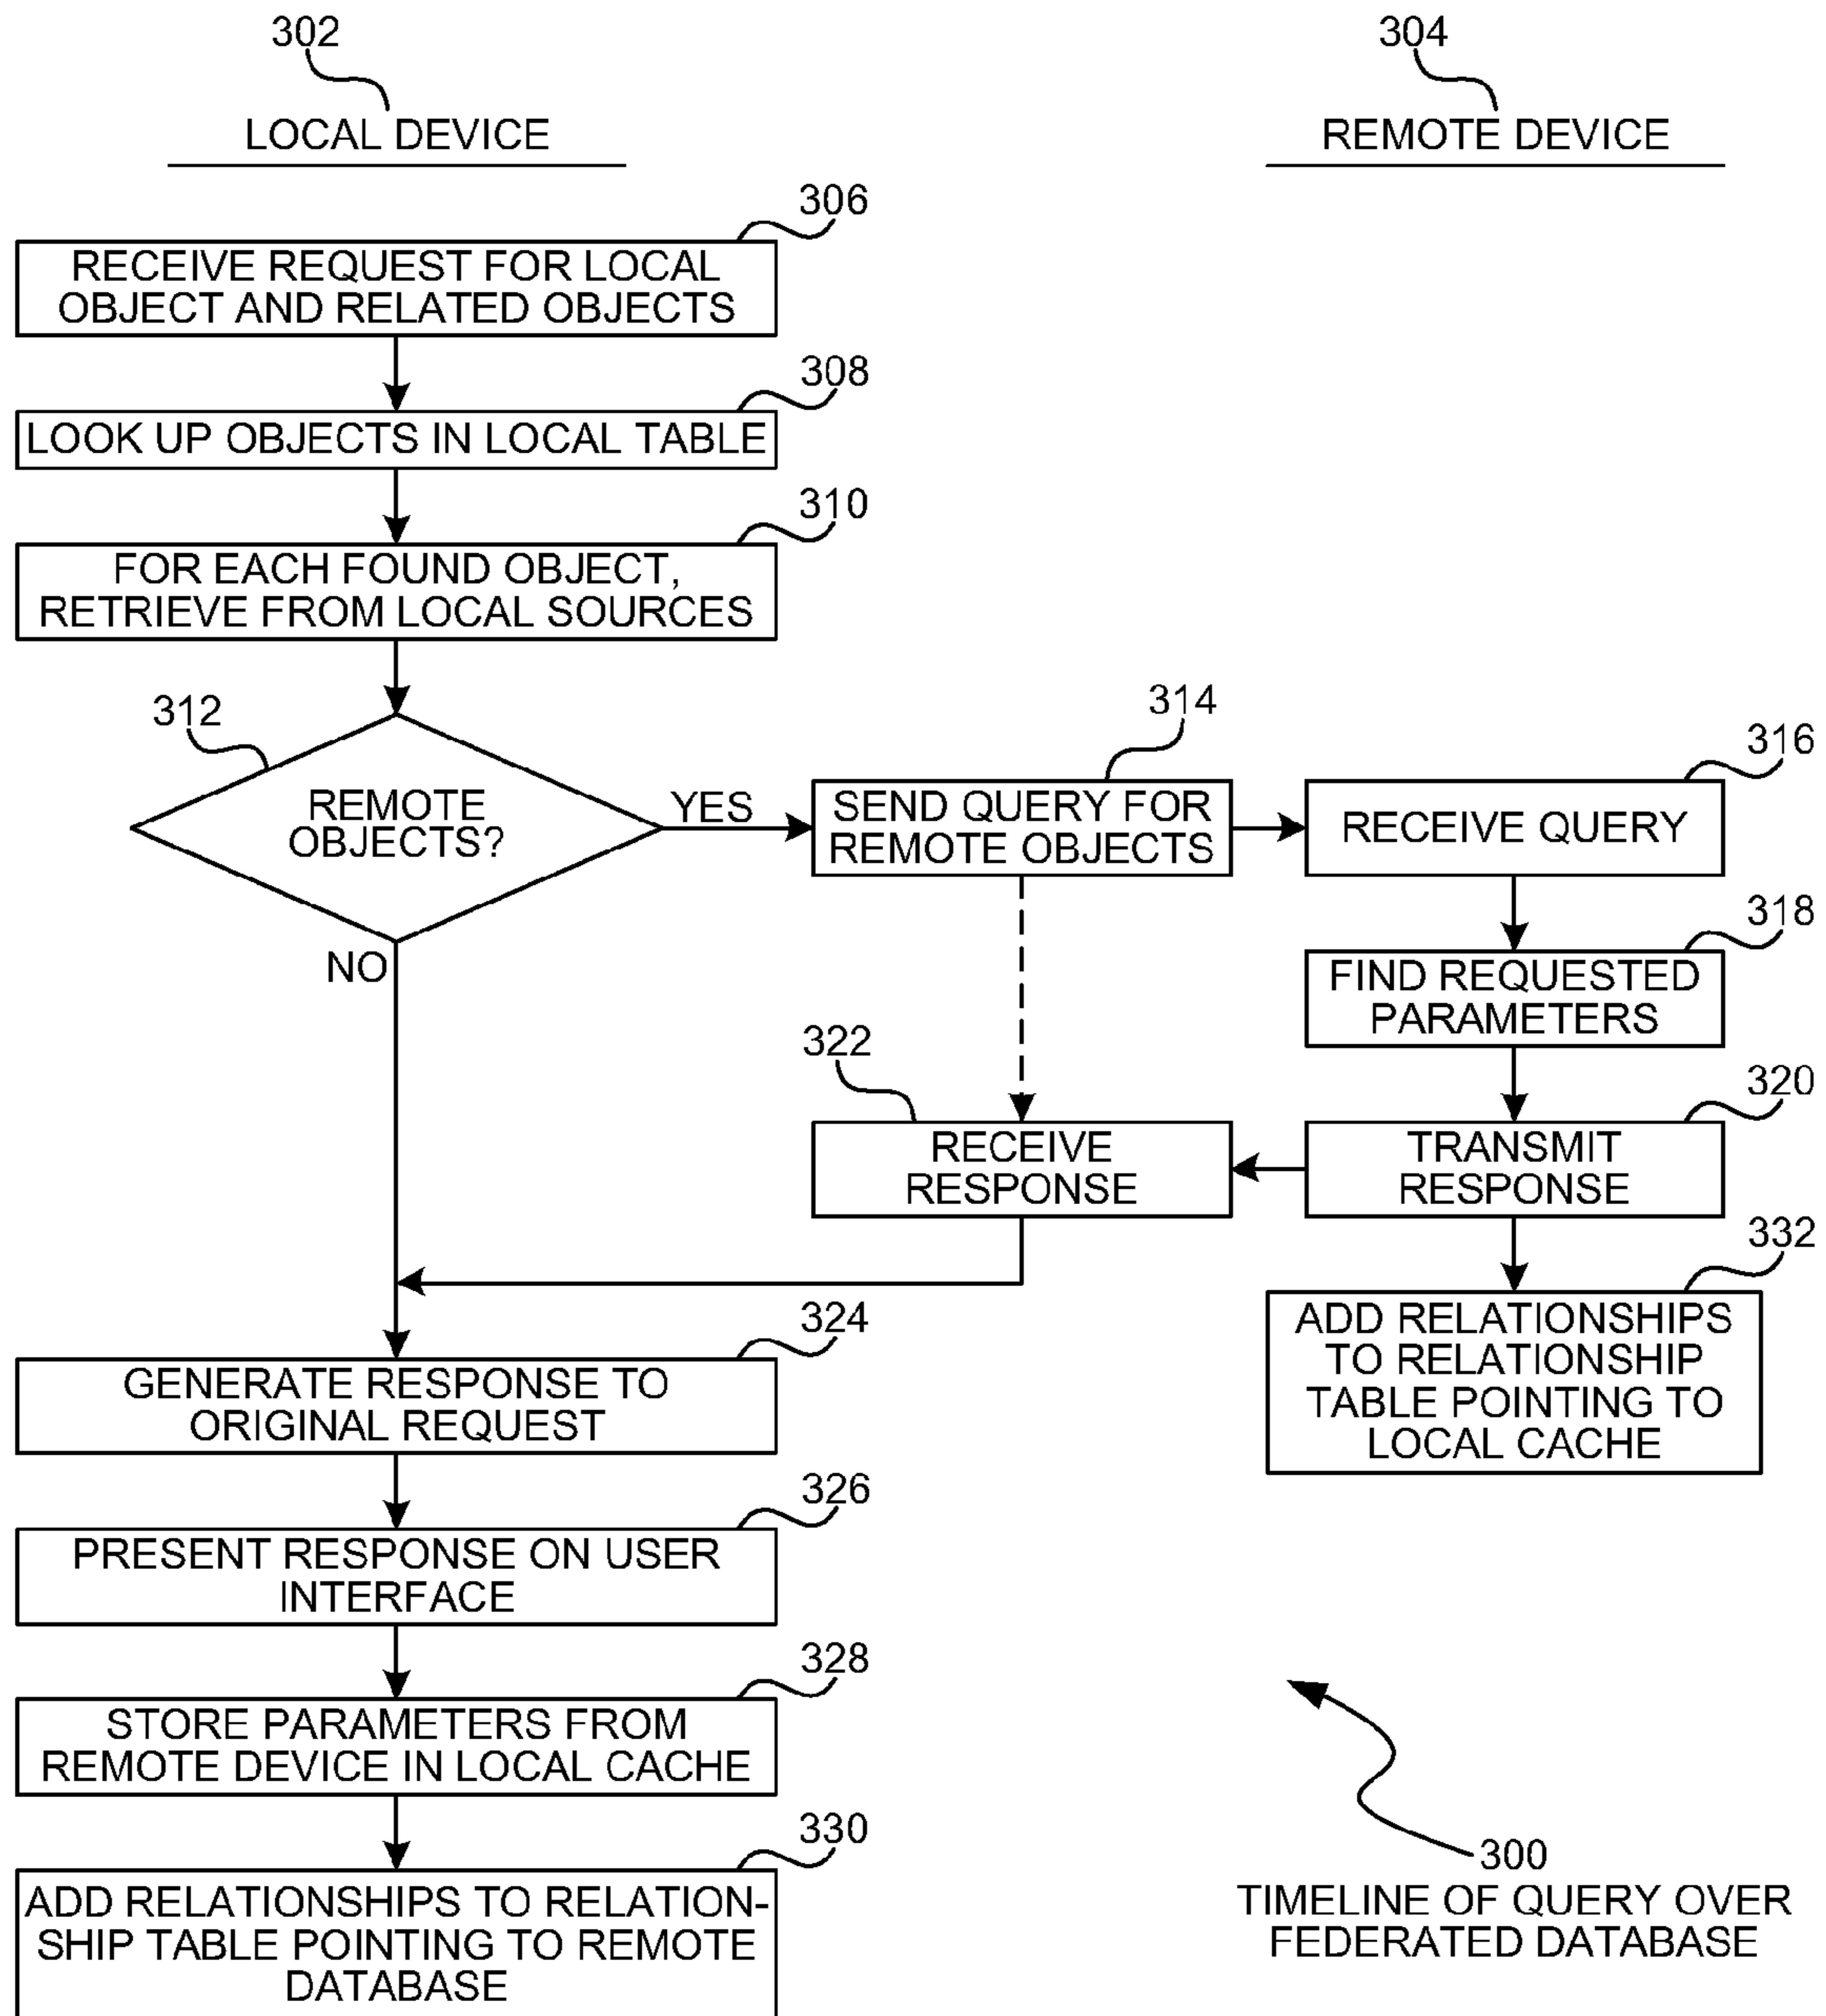 302
304
LOCAL DEVICE
REMOTE DEVICE
306
RECEIVE REQUEST FOR LOCAL
OBJECT AND RELATED OBJECTS
308
LOOK UP OBJECTS IN LOCAL TABLE
310
FOR EACH FOUND OBJECT,
RETRIEVE FROM LOCAL SOURCES
312
REMOTE
OBJECTS?
YES
NO
314
SEND QUERY FOR
REMOTE OBJECTS
316
RECEIVE QUERY
318
FIND REQUESTED
PARAMETERS
320
TRANSMIT
RESPONSE
322
RECEIVE
RESPONSE
332
ADD RELATIONSHIPS
TO RELATIONSHIP
TABLE POINTING TO
LOCAL CACHE
324
GENERATE RESPONSE TO
ORIGINAL REQUEST
326
PRESENT RESPONSE ON USER
INTERFACE
328
STORE PARAMETERS FROM
REMOTE DEVICE IN LOCAL CACHE
330
ADD RELATIONSHIPS TO RELATION-
SHIP TABLE POINTING TO REMOTE
DATABASE
300
TIMELINE OF QUERY OVER
FEDERATED DATABASE